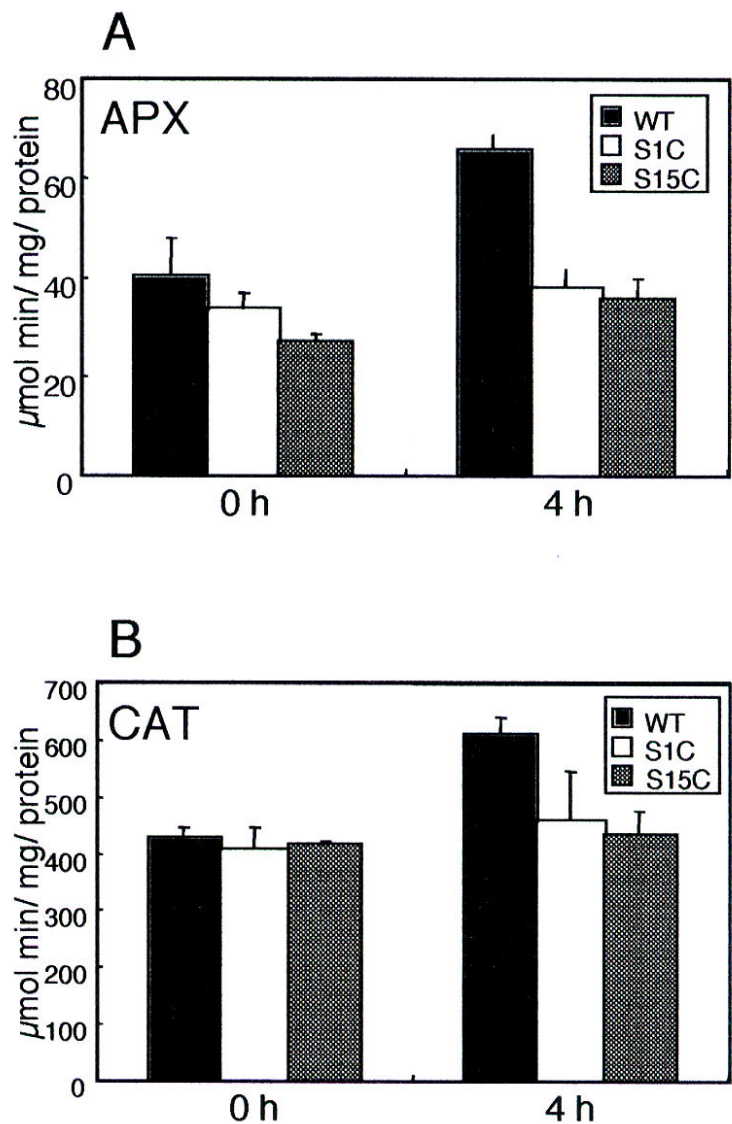 A
APX
WT
S1C
S15C
µmol min/ mg/ protein
80
60
40
20
0
0 h
4 h
B
CAT
WT
S1C
S15C
µmol min/ mg/ protein
700
600
500
400
300
200
100
0
0 h
4 h